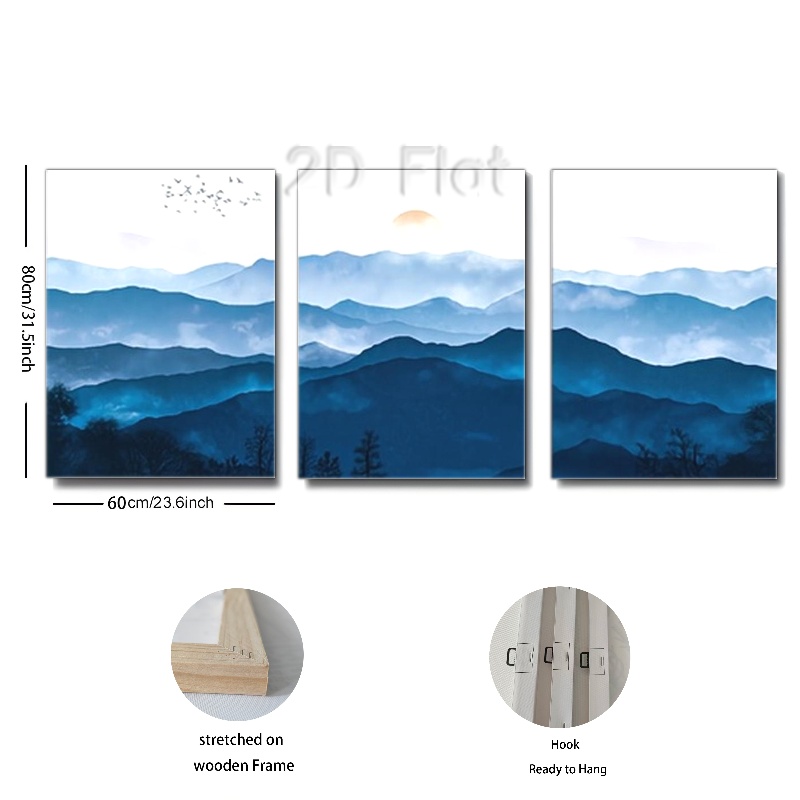 2D Flat
80cm/31.5inch
60cm/23.6inch
stretched on
wooden Frame
Hook
Ready to Hang